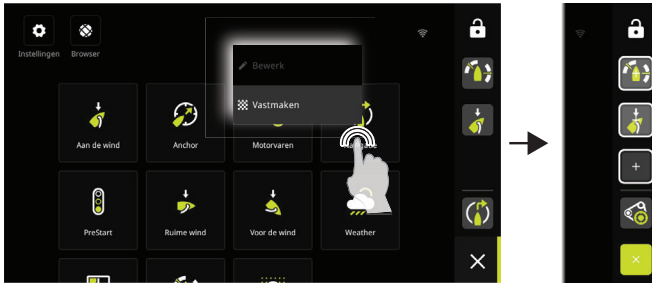 Instellingen Browser
Bewerk
Vastmaken
Aan de wind Anchor Motorvaren
PreStart Ruime wind Voor de wind Weather